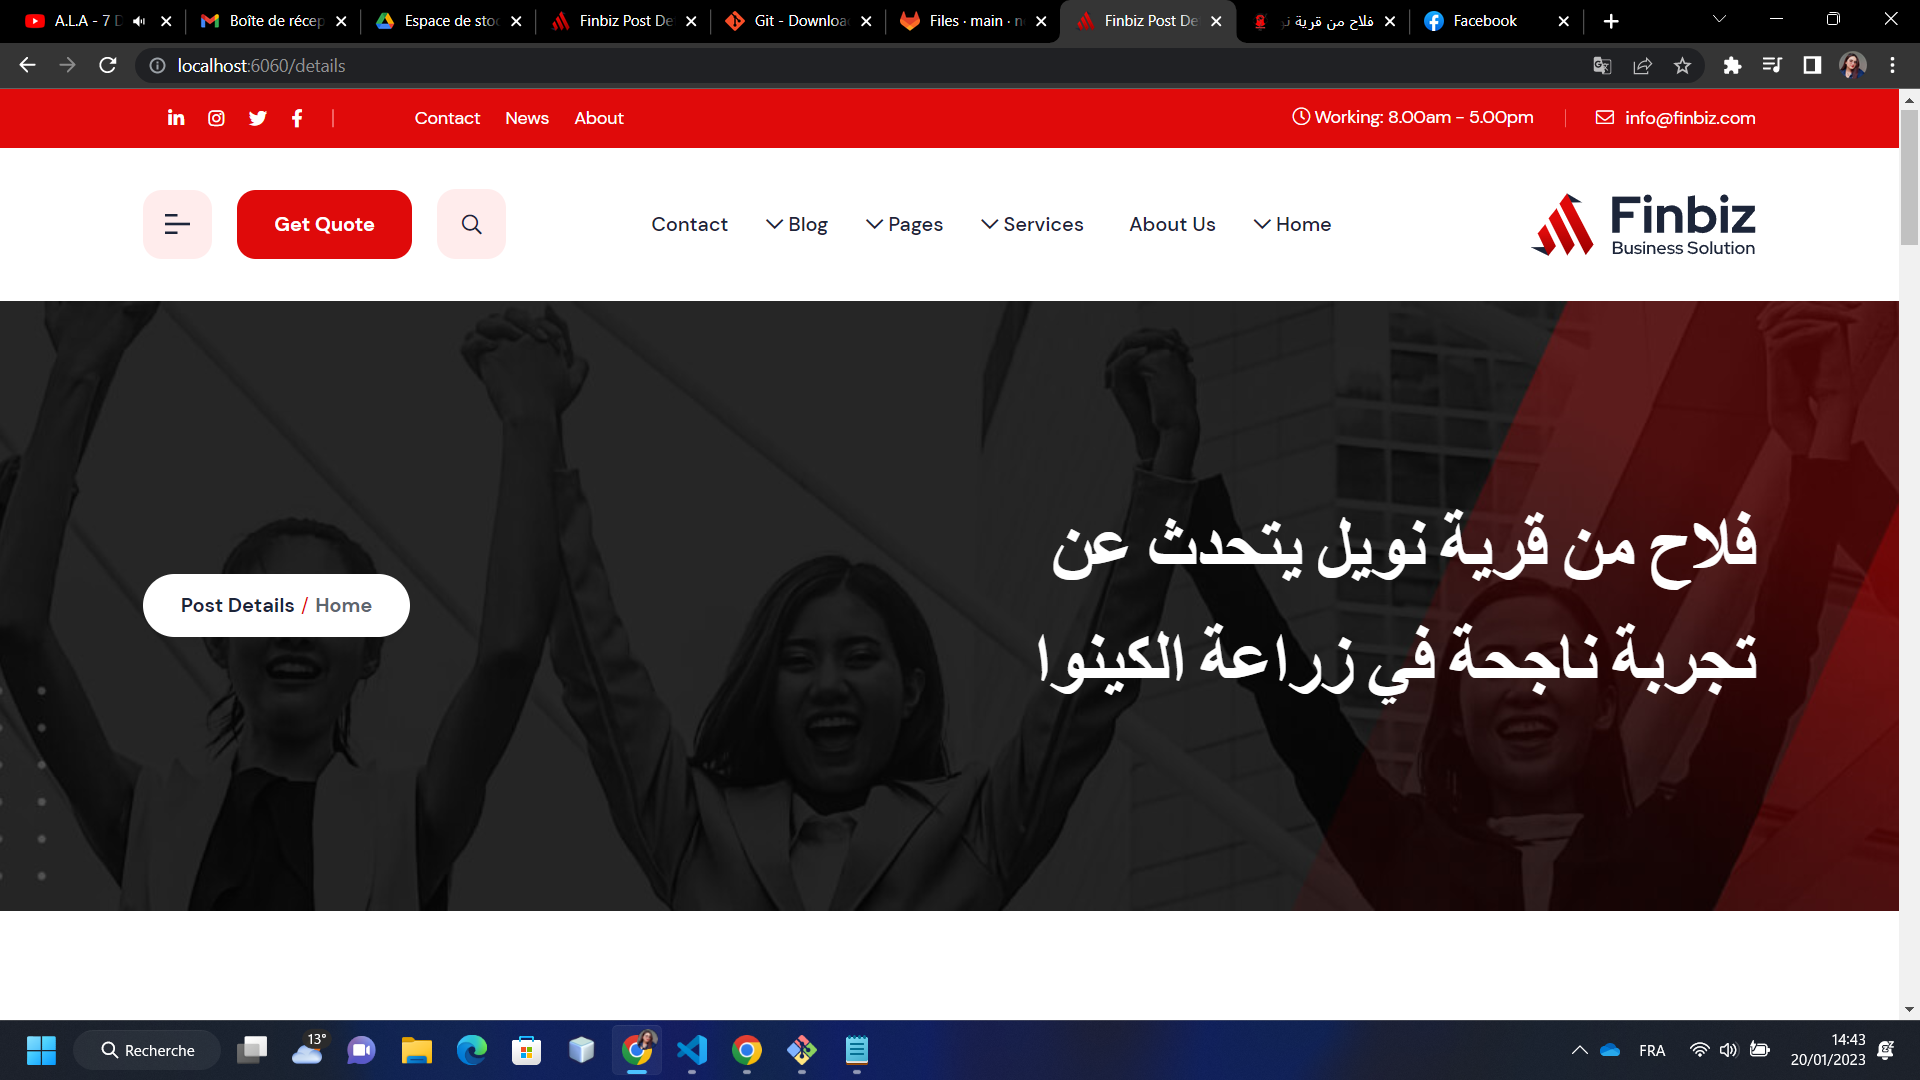 A.L.A - 7 D
Boîte de récep
Espace de stoc
Finbiz Post De
Git - Downloa
Files · main · n
Finbiz Post De
فلاح من قرية نو
Facebook
localhost:6060/details
Contact News About
Working: 8.00am - 5.00pm
info@finbiz.com
Get Quote
Contact Blog Pages Services About Us Home
Finbiz
Business Solution
فلاح من قرية نويل يتحدث عن
تجربة ناجحة في زراعة الكينوا
Post Details / Home
13°
Recherche
FRA
14:43
20/01/2023